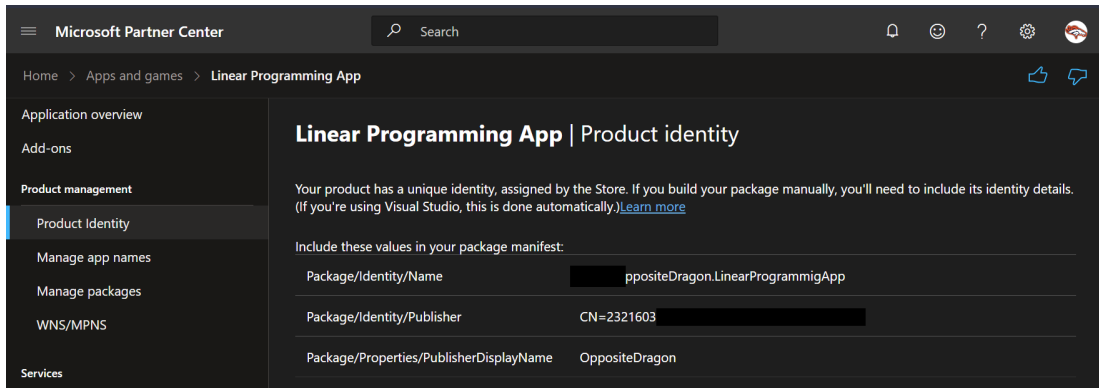 Microsoft Partner Center
Search
Home > Apps and games > Linear Programming App
Application overview
Add-ons
Product management
Product Identity
Manage app names
Manage packages
WNS/MPNS
Services
Linear Programming App | Product identity
Your product has a unique identity, assigned by the Store. If you build your package manually, you'll need to include its identity details.
(If you're using Visual Studio, this is done automatically.)Learn more
Include these values in your package manifest:
Package/Identity/Name ppositeDragon.LinearProgrammigApp
Package/Identity/Publisher CN=2321603
Package/Properties/PublisherDisplayName OppositeDragon